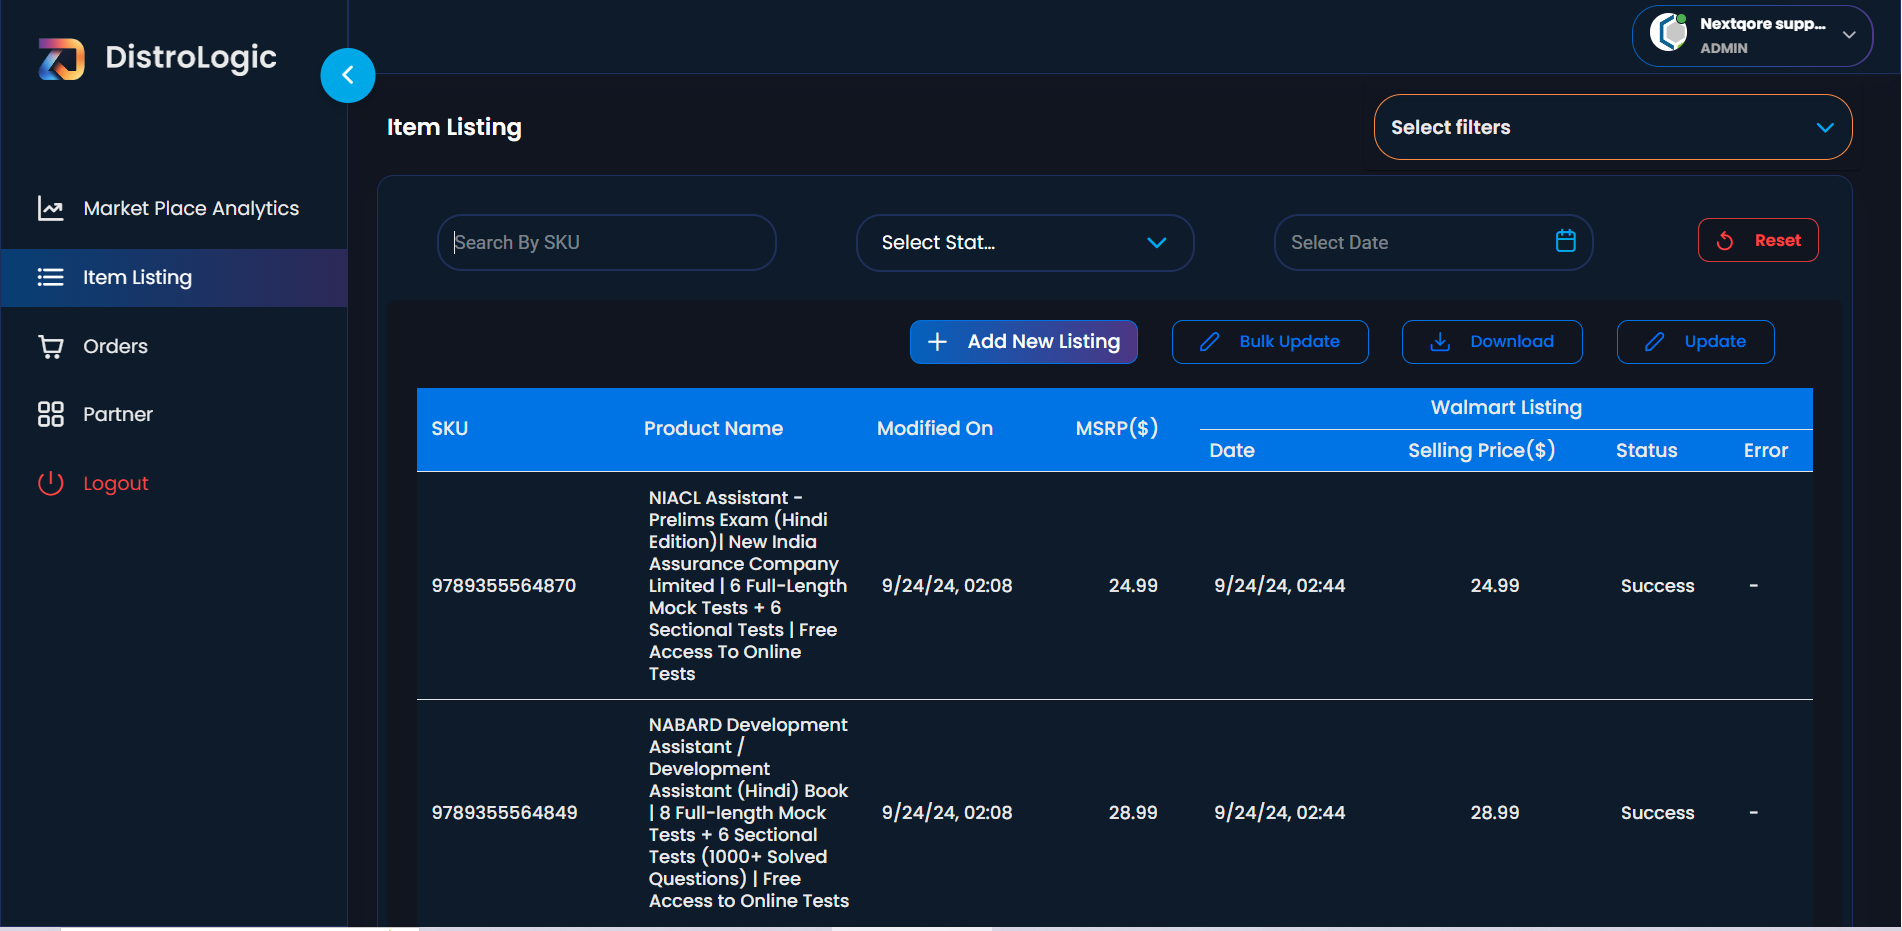 DistroLogic
Nextqore supp...
ADMIN
Item Listing
Select filters
Market Place Analytics
Item Listing
Orders
Partner
Logout
Search By SKU
Select Stat...
Select Date
Reset
Add New Listing
Bulk Update
Download
Update
SKU
Product Name
Modified On
MSRP($)
Walmart Listing
Date
Selling Price($)
Status
Error
9789355564870
NIACL Assistant -
Prelims Exam (Hindi
Edition)| New India
Assurance Company
Limited | 6 Full-Length
Mock Tests + 6
Sectional Tests | Free
Access To Online
Tests
9/24/24, 02:08
24.99
9/24/24, 02:44
24.99
Success
-
9789355564849
NABARD Development
Assistant /
Development
Assistant (Hindi) Book
| 8 Full-length Mock
Tests + 6 Sectional
Tests (1000+ Solved
Questions) | Free
Access to Online Tests
9/24/24, 02:08
28.99
9/24/24, 02:44
28.99
Success
-